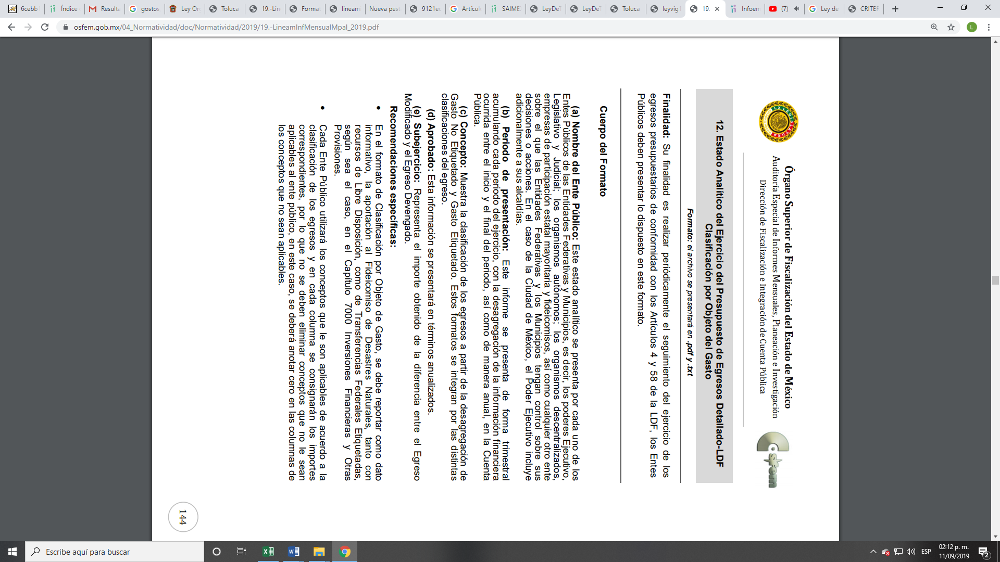 6cebb1
Índice
Resulta
gostos
Ley Or
Toluca
19.-Lin
Format
lineam
Nueva pest
9121ec
Artícul
SAIME
LeyDeT
LeyDeT
Toluca
leyvig
19.
Infoem
(7)
Ley de
CRITER
osfem.gob.mx/04_Normatividad/doc/Normatividad/2019/19.-LineamInfMensualMpal_2019.pdf
L
LX LEGISLATURA
Órgano Superior de Fiscalización del Estado de México
Auditoría Especial de Informes Mensuales, Planeación e Investigación
Dirección de Fiscalización e Integración de Cuenta Pública
osfem
12. Estado Analítico del Ejercicio del Presupuesto de Egresos Detallado-LDF
Clasificación por Objeto del Gasto
Formato: el archivo se presentará en .pdf y .txt
Finalidad: Su finalidad es realizar periódicamente el seguimiento del ejercicio de los
egresos presupuestarios de conformidad con los Artículos 4 y 58 de la LDF, los Entes
Públicos deben presentar lo dispuesto en este formato.
Cuerpo del Formato
(a) Nombre del Ente Público: Este estado analítico se presenta por cada uno de los
Entes Públicos de las Entidades Federativas y Municipios, es decir, los poderes Ejecutivo,
Legislativo y Judicial; los organismos autónomos; los organismos descentralizados,
empresas de participación estatal mayoritaria y fideicomisos, así como cualquier otro ente
sobre el que las Entidades Federativas y los Municipios tengan control sobre sus
decisiones o acciones. En el caso de la Ciudad de México, el Poder Ejecutivo incluye
adicionalmente a sus alcaldías.
(b) Periodo de presentación: Este informe se presenta de forma trimestral
acumulando cada periodo del ejercicio, con la desagregación de la información financiera
ocurrida entre el inicio y el final del periodo, así como de manera anual, en la Cuenta
Pública.
(c) Concepto: Muestra la clasificación de los egresos a partir de la desagregación de
Gasto No Etiquetado y Gasto Etiquetado. Estos formatos se integran por las distintas
clasificaciones del egreso.
(d) Aprobado: Esta información se presentará en términos anualizados.
(e) Subejercicio: Representa el importe obtenido de la diferencia entre el Egreso
Modificado y el Egreso Devengado.
Recomendaciones específicas:
• En el formato de Clasificación por Objeto de Gasto, se debe reportar como dato
informativo, la aportación al Fideicomiso de Desastres Naturales, tanto con
recursos de Libre Disposición, como de Transferencias Federales Etiquetadas,
según sea el caso, en el Capítulo 7000 Inversiones Financieras y Otras
Provisiones.
• Cada Ente Público utilizará los conceptos que le son aplicables de acuerdo a la
clasificación de los egresos y en cada columna se consignarán los importes
correspondientes, por lo que no se deben eliminar conceptos que no le sean
aplicables al ente público, en este caso, se deberá anotar cero en las columnas de
los conceptos que no sean aplicables.
144
Escribe aquí para buscar
ESP
02:12 p. m.
11/09/2019
2